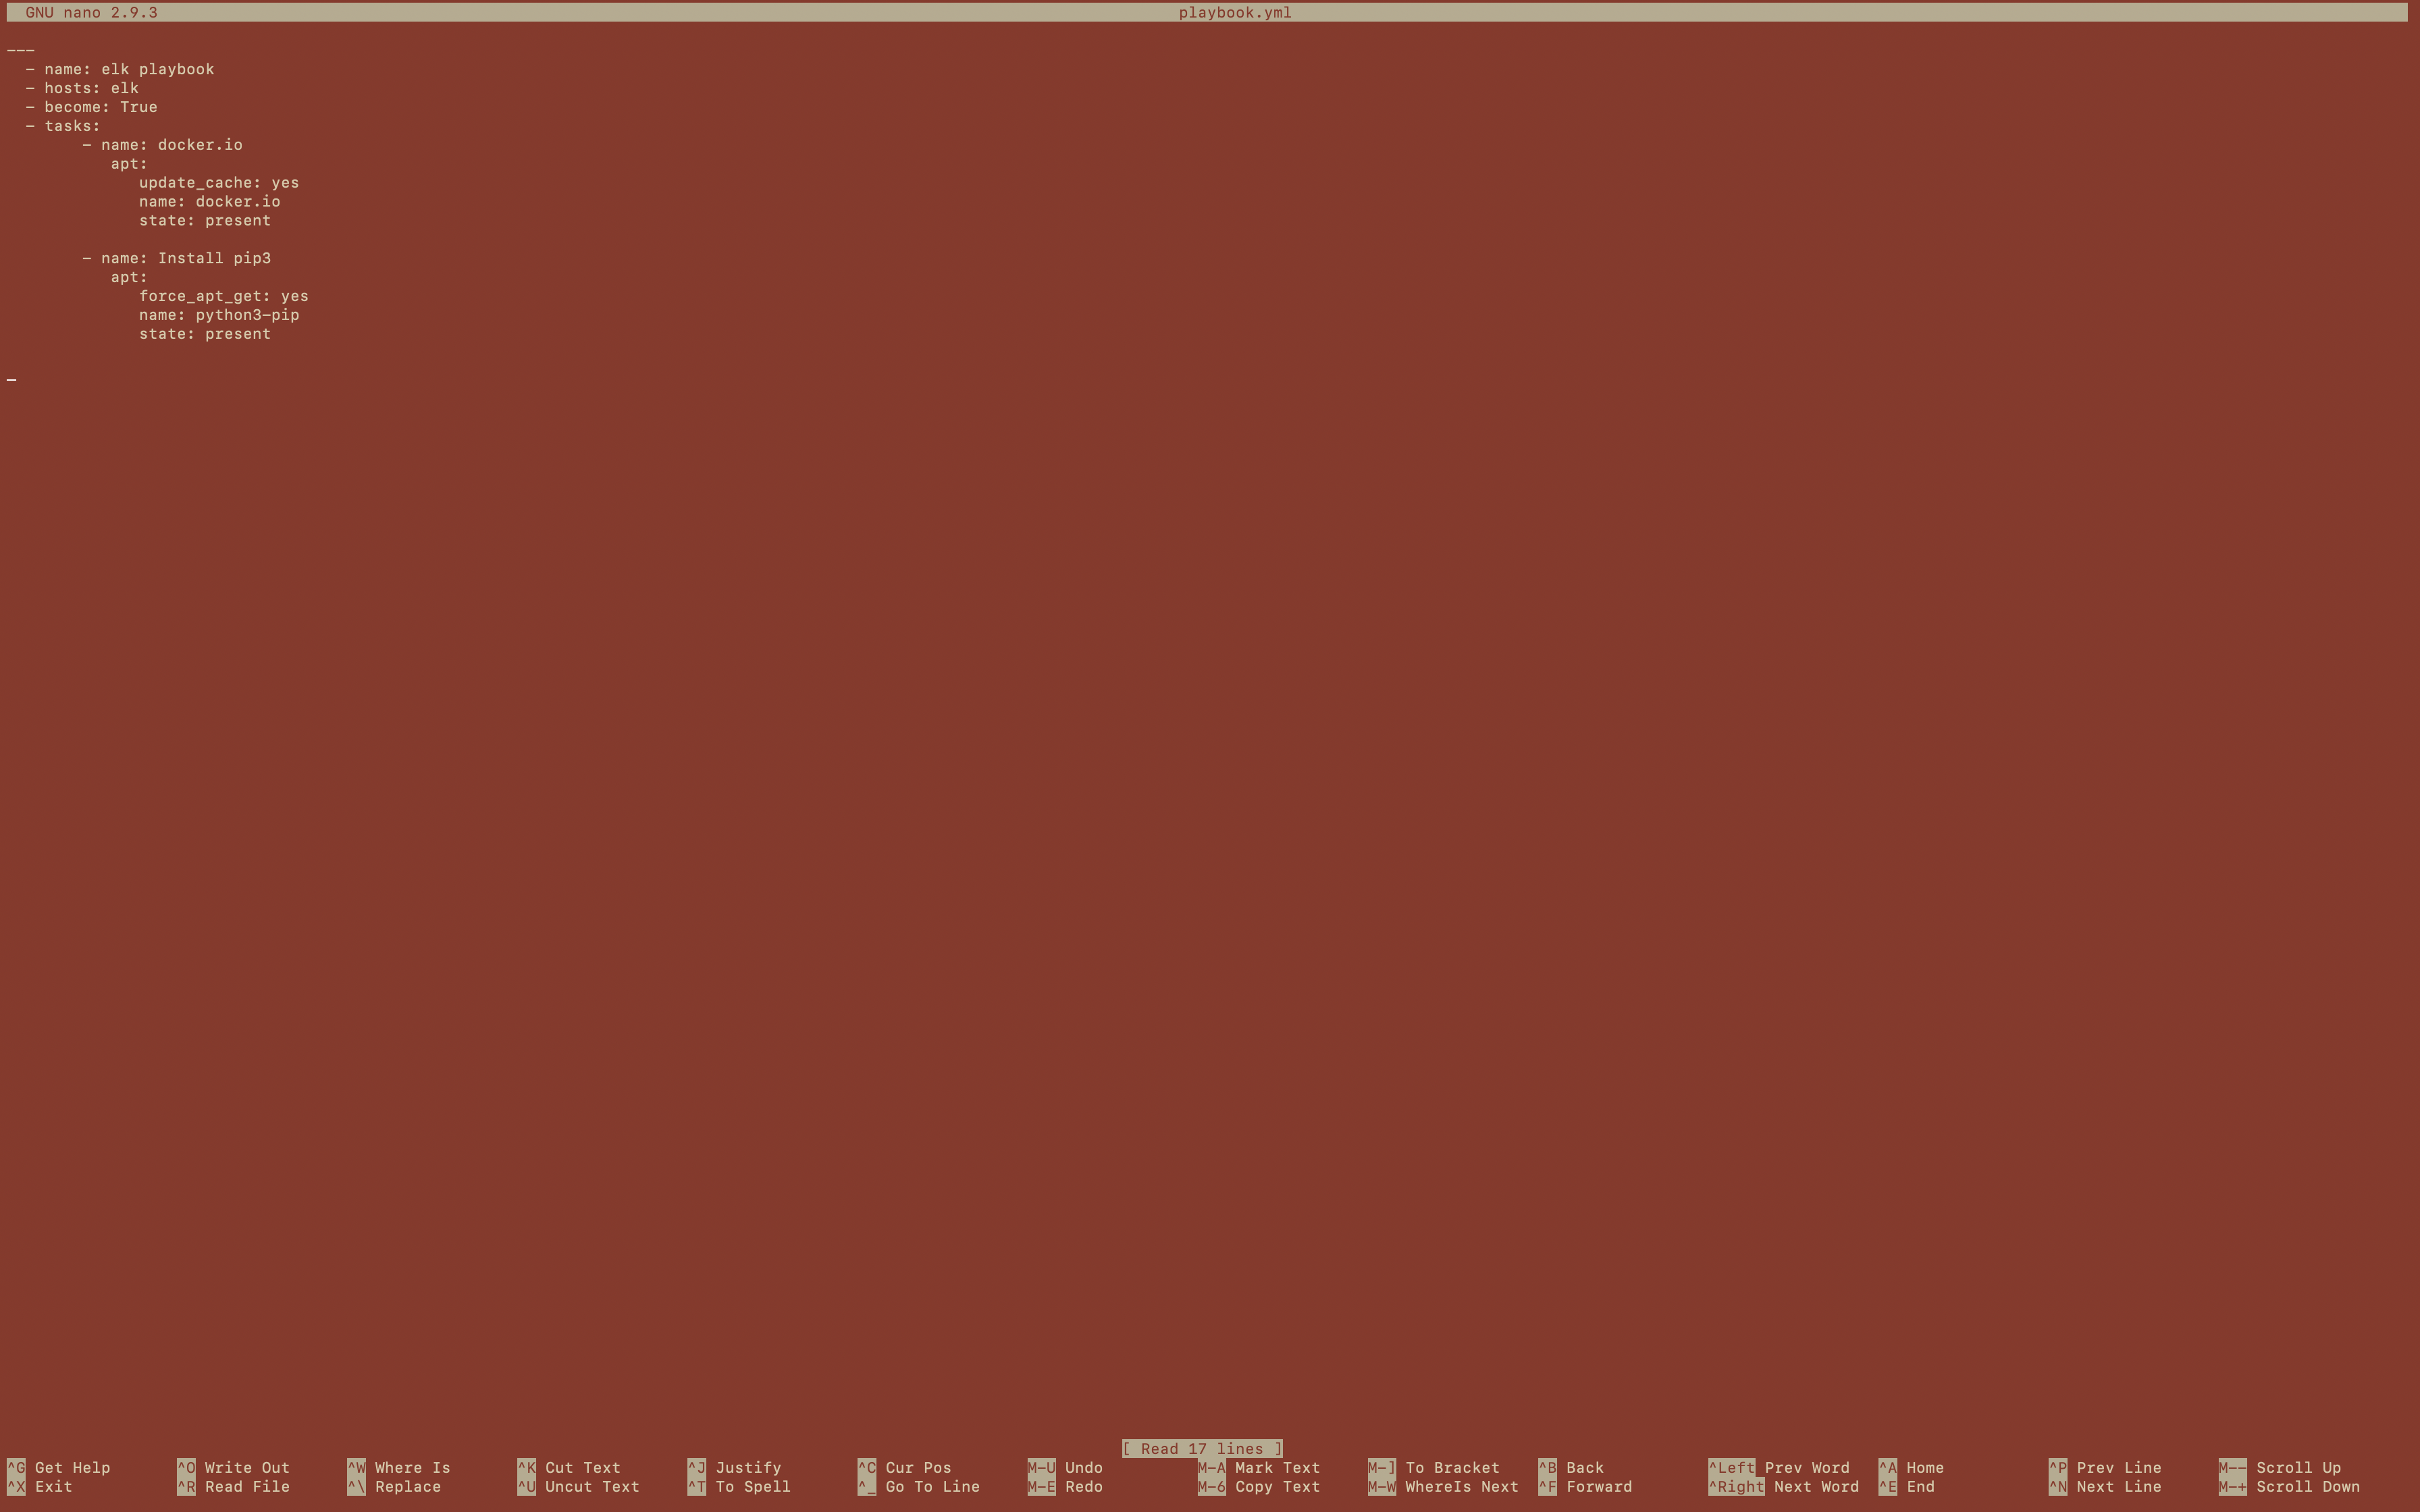 GNU nano 2.9.3 playbook.yml
---
- name: elk playbook
- hosts: elk
- become: True
- tasks:
- name: docker.io
apt:
update_cache: yes
name: docker.io
state: present
- name: Install pip3
apt:
force_apt_get: yes
name: python3-pip
state: present
[ Read 17 lines ]
^G Get Help ^O Write Out ^W Where Is ^K Cut Text ^J Justify ^C Cur Pos M-U Undo M-A Mark Text M-] To Bracket ^B Back ^Left Prev Word ^A Home ^P Prev Line M-- Scroll Up
^X Exit ^R Read File ^\ Replace ^U Uncut Text ^T To Spell ^_ Go To Line M-E Redo M-6 Copy Text M-W WhereIs Next ^F Forward ^Right Next Word ^E End ^N Next Line M-+ Scroll Down